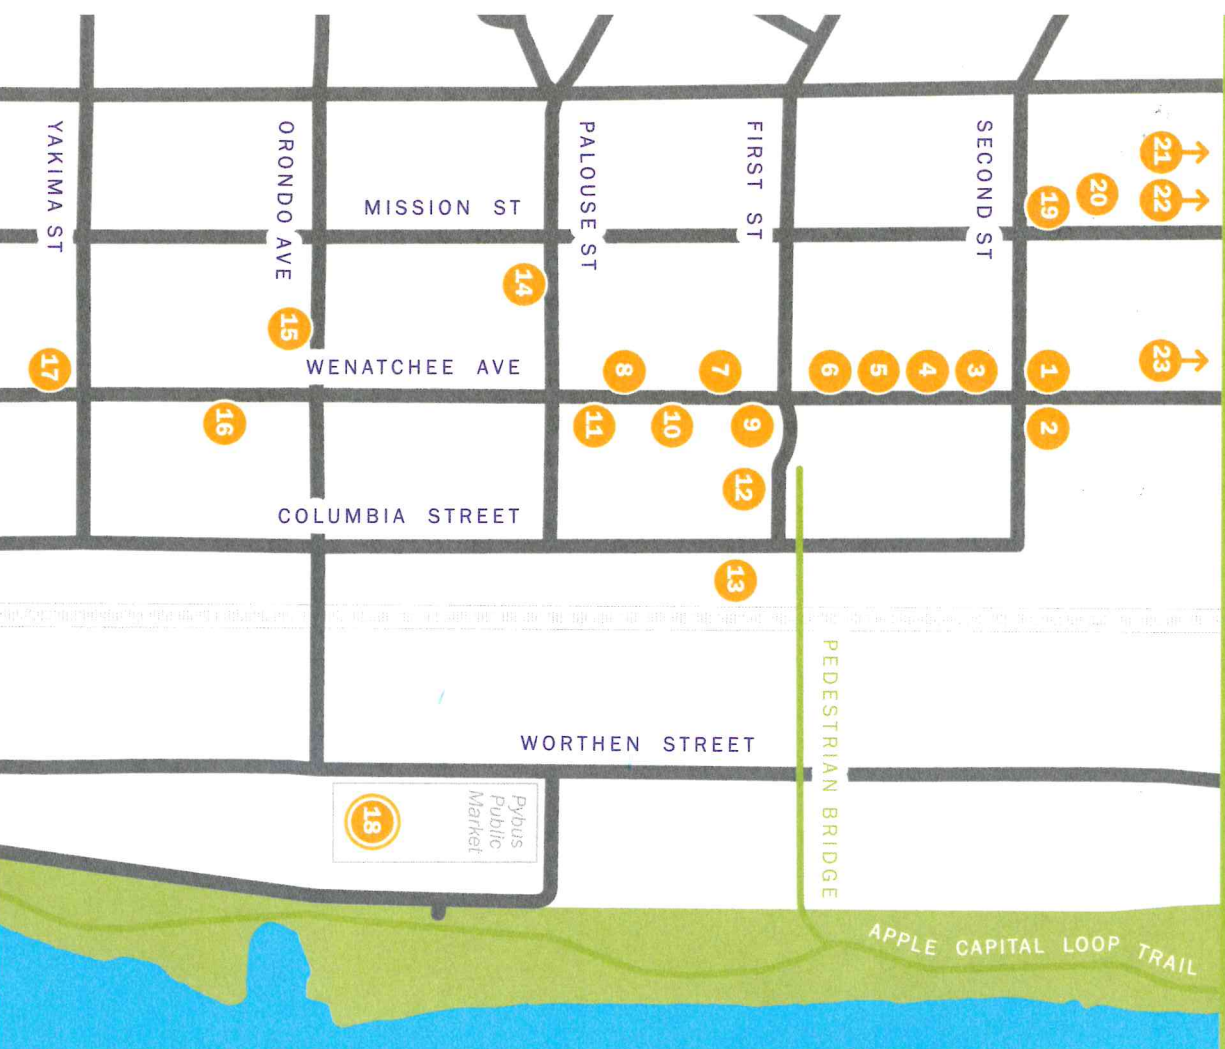 YAKIMA ST
ORONDO AVE
PALOUSE ST
FIRST ST
SECOND ST
MISSION ST
WENATCHEE AVE
COLUMBIA STREET
WORTHEN STREET
PEDESTRIAN BRIDGE
APPLE CAPITAL LOOP TRAIL
Pybus
Public
Market
21
22
20
19
23
14
15
17
16
8
7
6
5
4
3
1
2
11
10
9
12
13
18